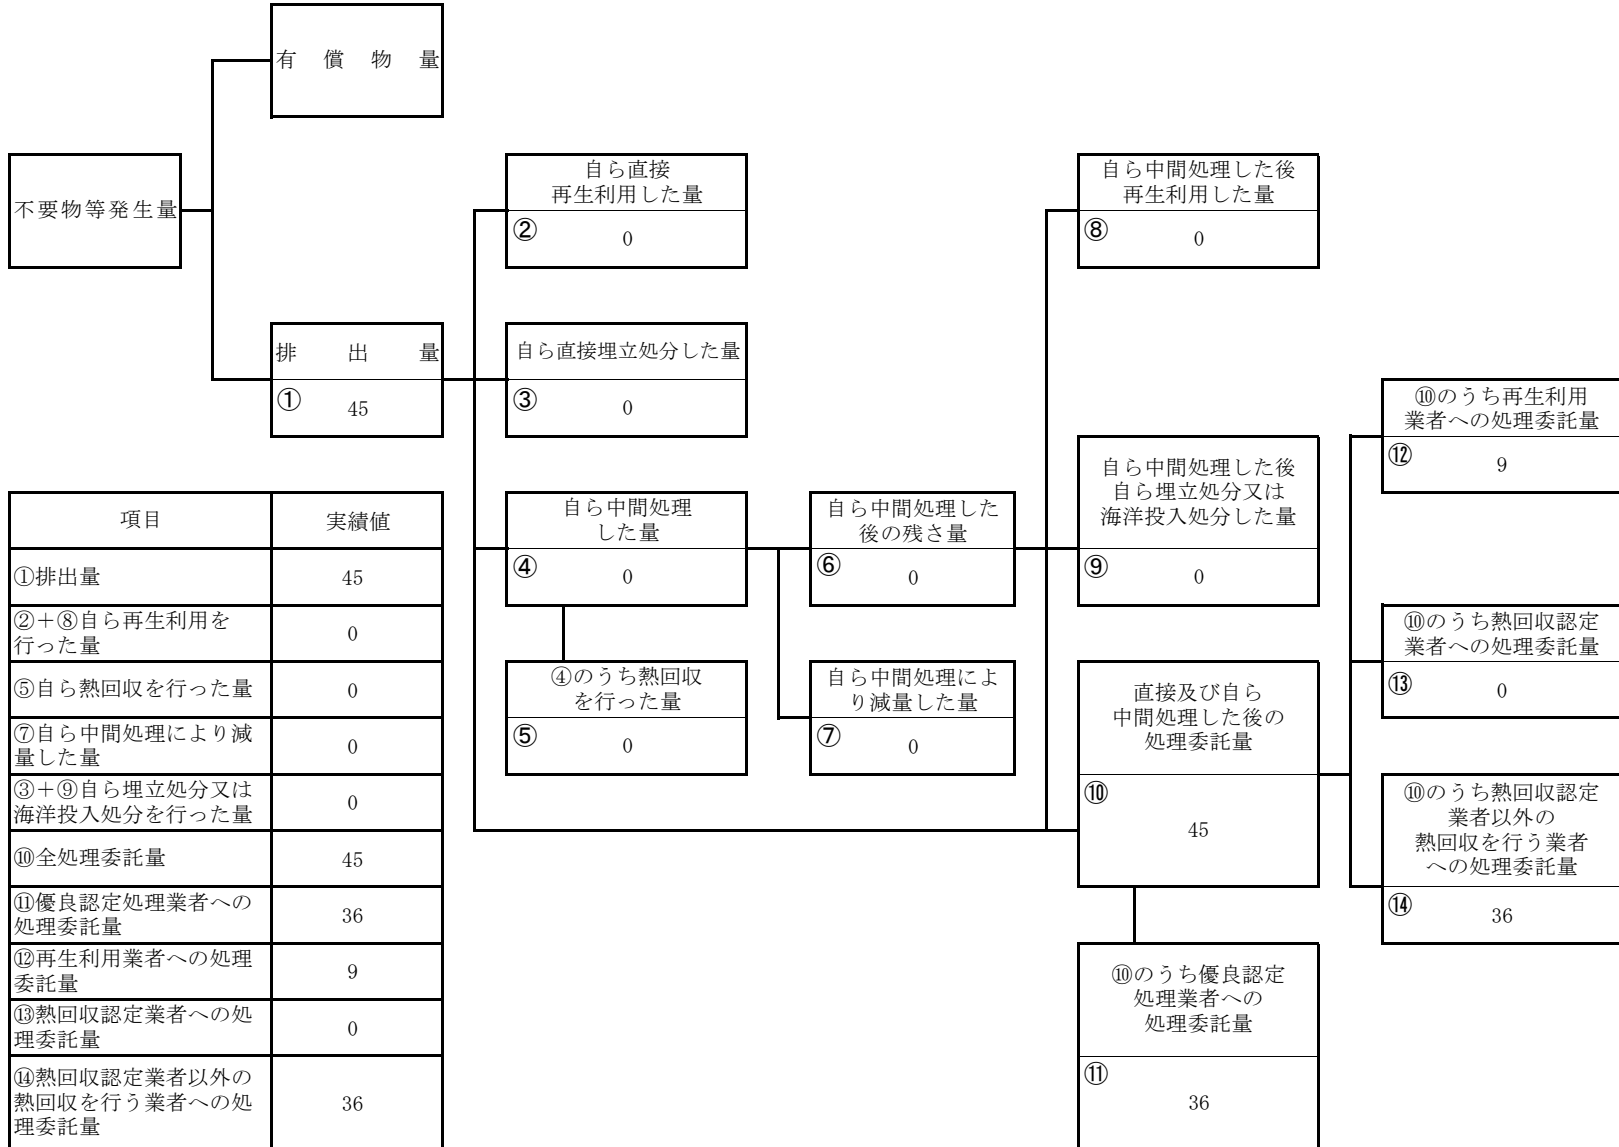 有償物量
不要物等発生量
排出量
①
45
自ら直接
再生利用した量
②
0
自ら直接埋立処分した量
③
0
自ら中間処理
した量
④
0
④のうち熱回収
を行った量
⑤
0
自ら中間処理した
後の残さ量
⑥
0
自ら中間処理によ
り減量した量
⑦
0
自ら中間処理した後
再生利用した量
⑧
0
自ら中間処理した後
自ら埋立処分又は
海洋投入処分した量
⑨
0
直接及び自ら
中間処理した後の
処理委託量
⑩
45
⑩のうち優良認定
処理業者への
処理委託量
⑪
36
⑩のうち再生利用
業者への処理委託量
⑫
9
⑩のうち熱回収認定
業者への処理委託量
⑬
0
⑩のうち熱回収認定
業者以外の
熱回収を行う業者
への処理委託量
⑭
36
項目 実績値
①排出量 45
②+⑧自ら再生利用を
行った量 0
⑤自ら熱回収を行った量 0
⑦自ら中間処理により減
量した量 0
③+⑨自ら埋立処分又は
海洋投入処分を行った量 0
⑩全処理委託量 45
⑪優良認定処理業者への
処理委託量 36
⑫再生利用業者への処理
委託量 9
⑬熱回収認定業者への処
理委託量 0
⑭熱回収認定業者以外の
熱回収を行う業者への処
理委託量 36